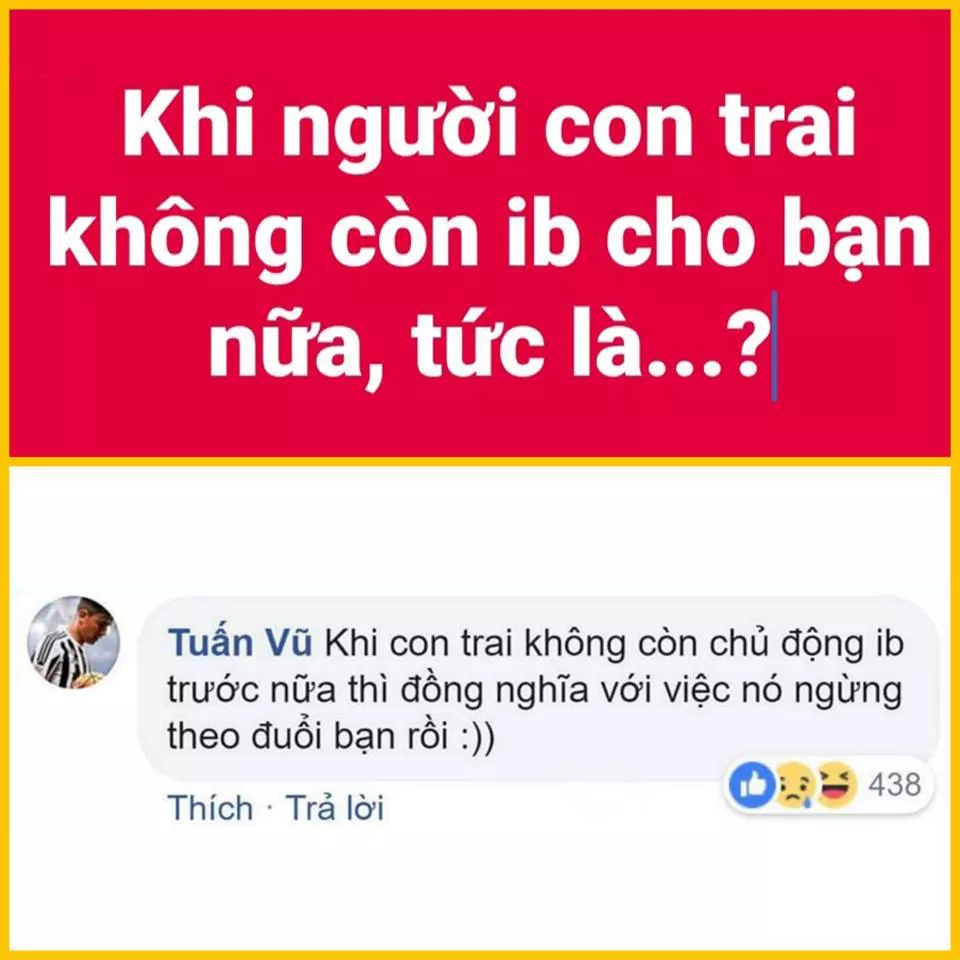 Khi người con trai
không còn ib cho bạn
nữa, tức là...?
Tuấn Vũ Khi con trai không còn chủ động ib
trước nữa thì đồng nghĩa với việc nó ngừng
theo đuổi bạn rồi :))
438
Thích · Trả lời